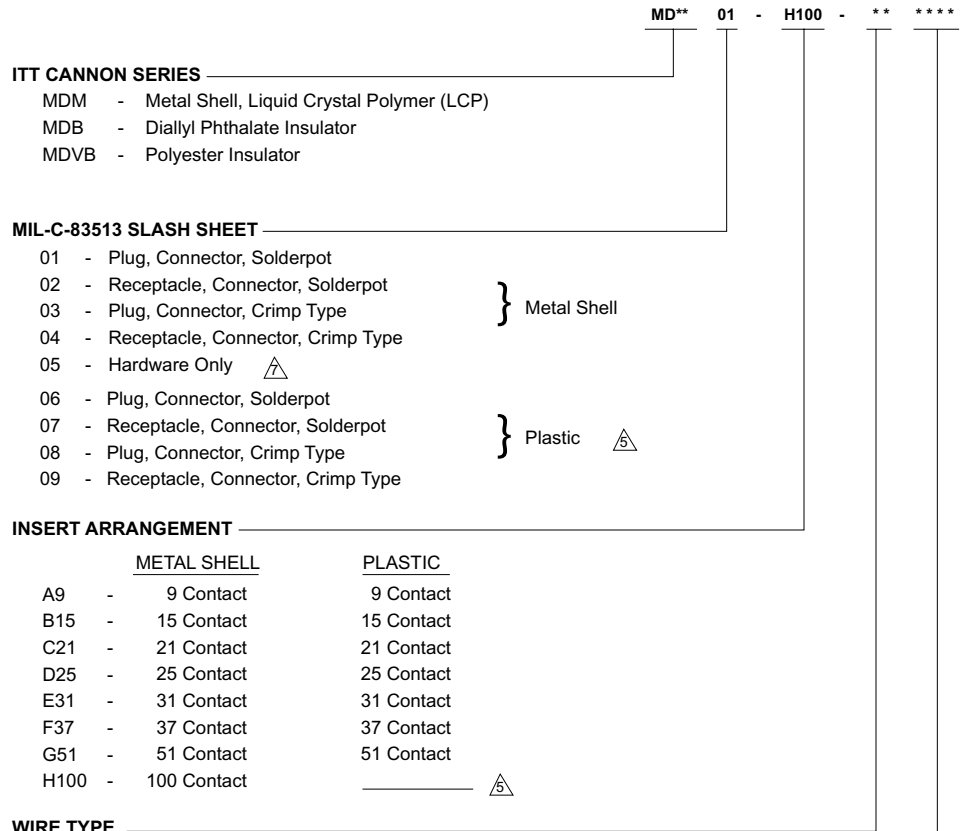 MD** 01 - H100 - ** ****
ITT CANNON SERIES
MDM - Metal Shell, Liquid Crystal Polymer (LCP)
MDB - Diallyl Phthalate Insulator
MDVB - Polyester Insulator
MIL-C-83513 SLASH SHEET
01 - Plug, Connector, Solderpot
02 - Receptacle, Connector, Solderpot
03 - Plug, Connector, Crimp Type
} Metal Shell
04 - Receptacle, Connector, Crimp Type
05 - Hardware Only 7
06 - Plug, Connector, Solderpot
07 - Receptacle, Connector, Solderpot
08 - Plug, Connector, Crimp Type
} Plastic 5
09 - Receptacle, Connector, Crimp Type
INSERT ARRANGEMENT
METAL SHELL PLASTIC
A9 - 9 Contact 9 Contact
B15 - 15 Contact 15 Contact
C21 - 21 Contact 21 Contact
D25 - 25 Contact 25 Contact
E31 - 31 Contact 31 Contact
F37 - 37 Contact 37 Contact
G51 - 51 Contact 51 Contact
H100 - 100 Contact 5
WIRE TYPE